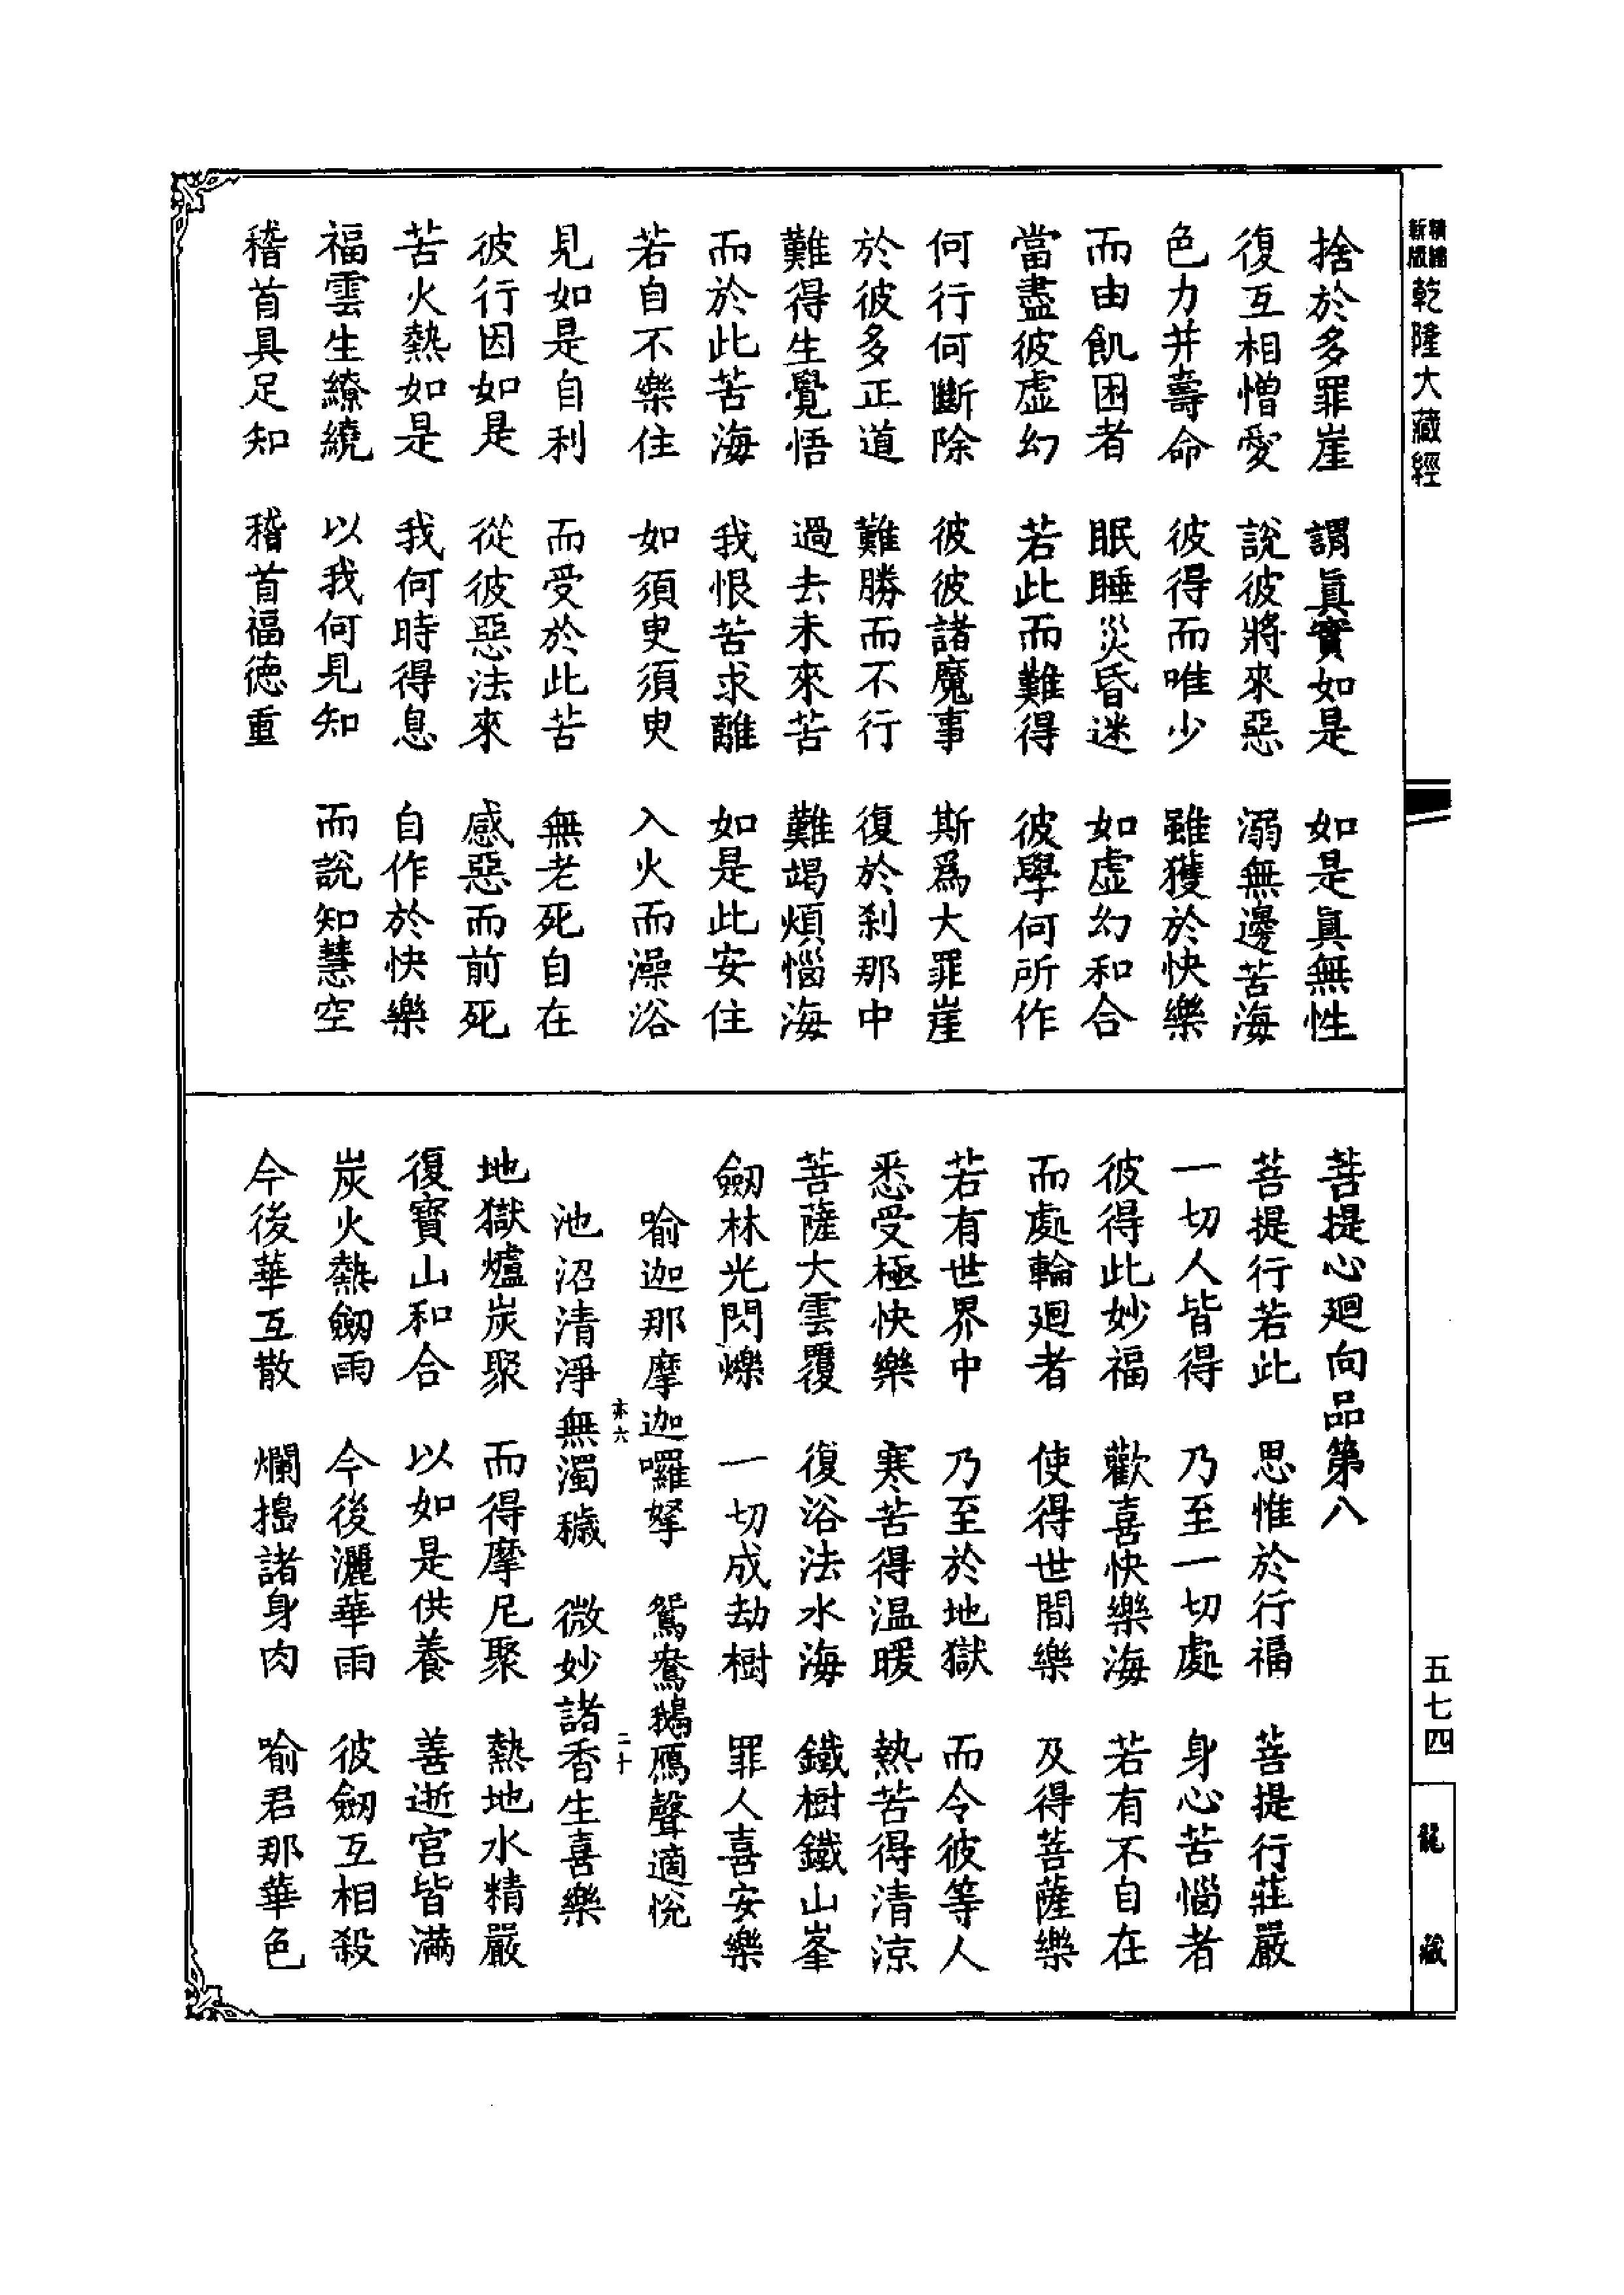 新版
精縮
乾隆大藏經
捨於多罪崖　謂眞實如是　如是眞無性
復互相憎愛　說彼將來惡　溺無邊苦海
色力并壽命　彼得而唯少　雖獲於快樂
而由飢困者　眠睡災昏迷　如虛幻和合
當盡彼虛幻　若此而難得　彼學何所作
何行何斷除　彼彼諸魔事　斯爲大罪崖
於彼多正道　難勝而不行　復於刹那中
難得生覺悟　過去未來苦　難竭煩惱海
而於此苦海　我恨苦求離　如是此安住
若自不樂住　如須臾須臾　入火而澡浴
見如是自利　而受於此苦　無老死自在
彼行因如是　從彼惡法來　感惡而前死
苦火熱如是　我何時得息　自作於快樂
福雲生繚繞　以我何見知　而說知慧空
稽首具足知　稽首福德重
菩提心迴向品第八
菩提行若此　思惟於行福　菩提行莊嚴
一切人皆得　乃至一切處　身心苦惱者
彼得此妙福　歡喜快樂海　若有不自在
而處輪迴者　使得世間樂　及得菩薩樂
若有世界中　乃至於地獄　而令彼等人
悉受極快樂　寒苦得温暖　熱苦得清涼
菩薩大雲覆　復浴法水海　鐵樹鐵山峯
劒林光閃爍　一切成劫樹　罪人喜安樂
喻迦那摩迦囉拏　鴛鴦鵝鴈聲適悅
池沼清淨無濁穢　微妙諸香生喜樂
地獄爐炭聚　而得摩尼聚　熱地水精嚴
復寶山和合　以如是供養　善逝宮皆滿
炭火熱劒雨　今後灑華雨　彼劒互相殺
今後華互散　爛擣諸身肉　喻君那華色
五七四
龍藏